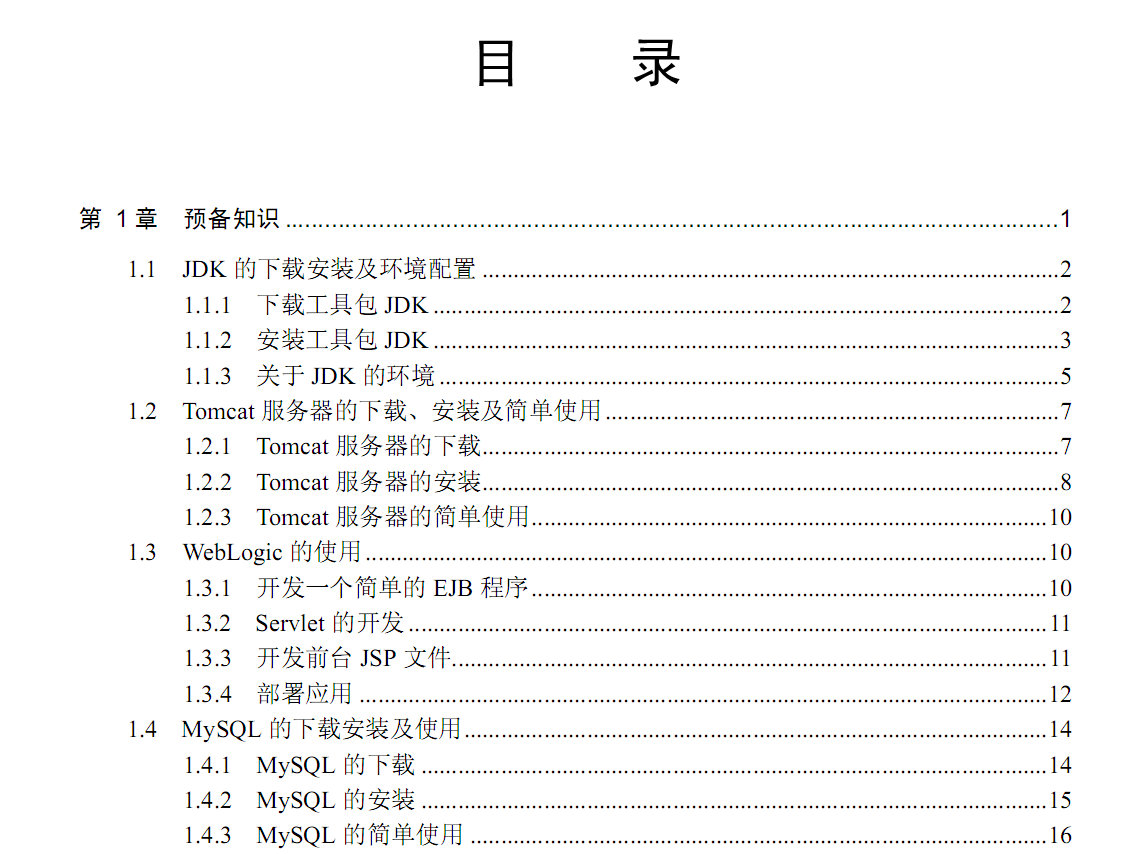 目 录
第 1 章 预备知识......1
1.1 JDK 的下载安装及环境配置......2
1.1.1 下载工具包 JDK......2
1.1.2 安装工具包 JDK......3
1.1.3 关于 JDK 的环境......5
1.2 Tomcat 服务器的下载、安装及简单使用......7
1.2.1 Tomcat 服务器的下载......7
1.2.2 Tomcat 服务器的安装......8
1.2.3 Tomcat 服务器的简单使用......10
1.3 WebLogic 的使用......10
1.3.1 开发一个简单的 EJB 程序......10
1.3.2 Servlet 的开发......11
1.3.3 开发前台 JSP 文件......11
1.3.4 部署应用......12
1.4 MySQL 的下载安装及使用......14
1.4.1 MySQL 的下载......14
1.4.2 MySQL 的安装......15
1.4.3 MySQL 的简单使用......16